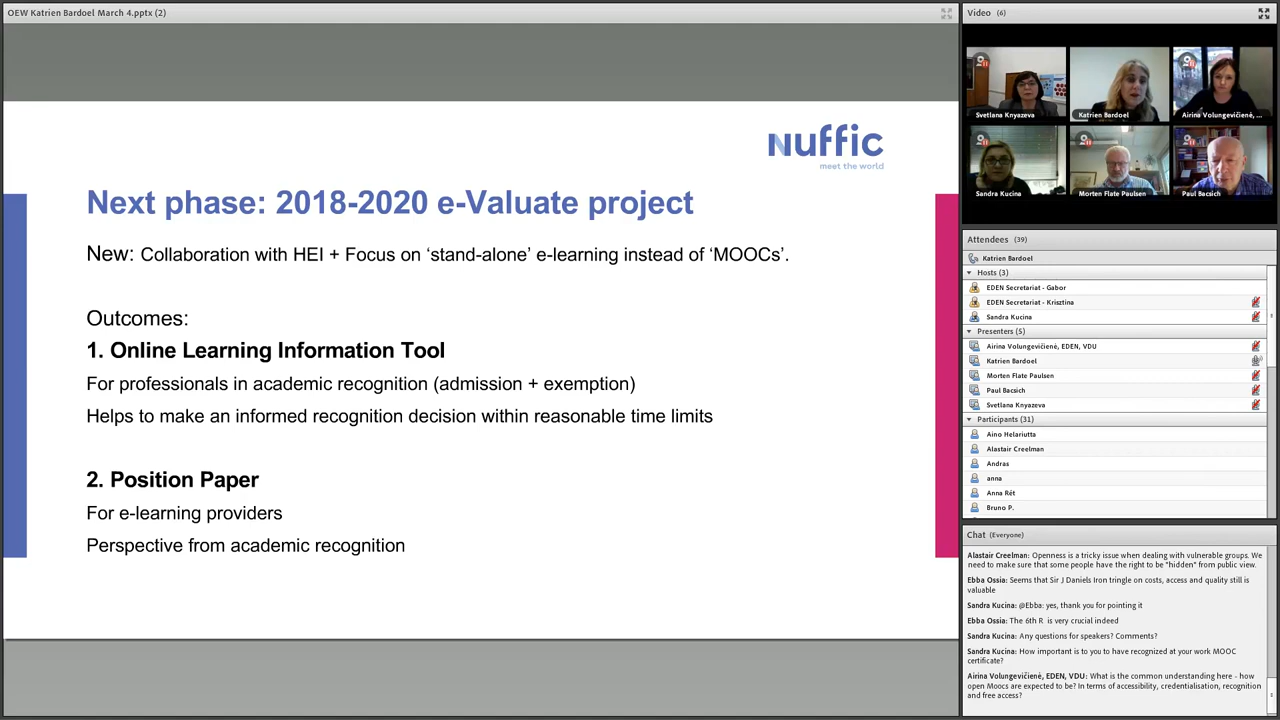 OEW Katrien Bardoel March 4.pptx (2)
nuffic
meet the world
Next phase: 2018-2020 e-Valuate project
New: Collaboration with HEI + Focus on ‘stand-alone’ e-learning instead of ‘MOOCs’.
Outcomes:
1. Online Learning Information Tool
For professionals in academic recognition (admission + exemption)
Helps to make an informed recognition decision within reasonable time limits
2. Position Paper
For e-learning providers
Perspective from academic recognition
Video (6)
Svetlana Knyazeva
Katrien Bardoel
Airina Volungevičienė, ...
Sandra Kucina
Morten Flate Paulsen
Paul Bacsich
Attendees (39)
Katrien Bardoel
Hosts (3)
EDEN Secretariat - Gabor
EDEN Secretariat - Krisztina
Sandra Kucina
Presenters (5)
Airina Volungevičienė, EDEN, VDU
Katrien Bardoel
Morten Flate Paulsen
Paul Bacsich
Svetlana Knyazeva
Participants (31)
Aino Helariutta
Alastair Creelman
Andras
anna
Anna Rét
Bruno P.
Chat (Everyone)
Alastair Creelman: Openness is a tricky issue when dealing with vulnerable groups. We
need to make sure that some people have the right to be "hidden" from public view.
Ebba Ossia: Seems that Sir J Daniels Iron tringle on costs, access and quality still is
valuable
Sandra Kucina: @Ebba: yes, thank you for pointing it
Ebba Ossia: The 6th R is very crucial indeed
Sandra Kucina: Any questions for speakers? Comments?
Sandra Kucina: How important is to you to have recognized at your work MOOC
certificate?
Airina Volungevičienė, EDEN, VDU: What is the common understanding here - how
open Moocs are expected to be? In terms of accessibility, credentialisation, recognition
and free access?